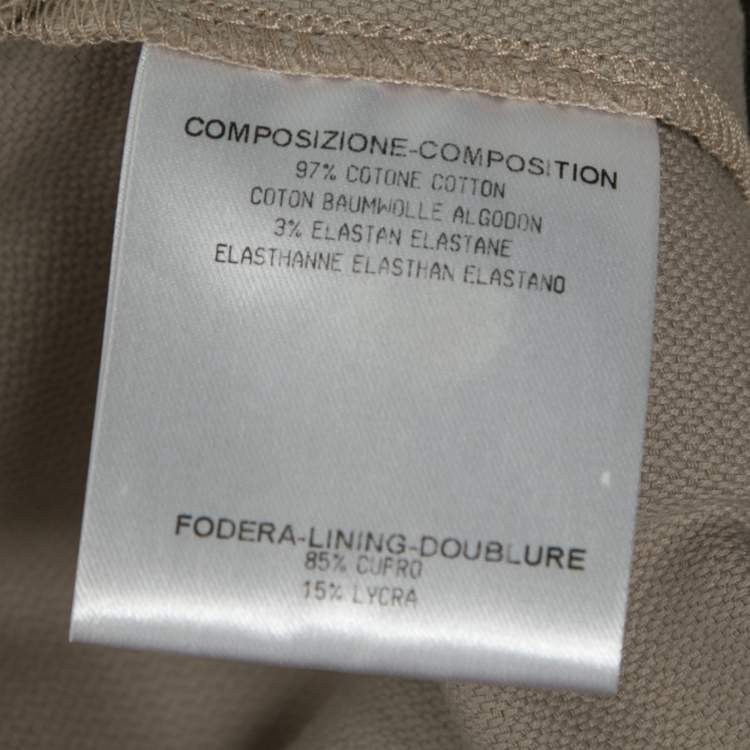 COMPOSIZIONE-COMPOSITION
97% COTONE COTTON
COTON BAUMWOLLE ALGODON
3% ELASTAN ELASTANE
ELASTHANNE ELASTHAN ELASTANO
FODERA-LINING-DOUBLURE
85% CUFRO
15% LYCRA